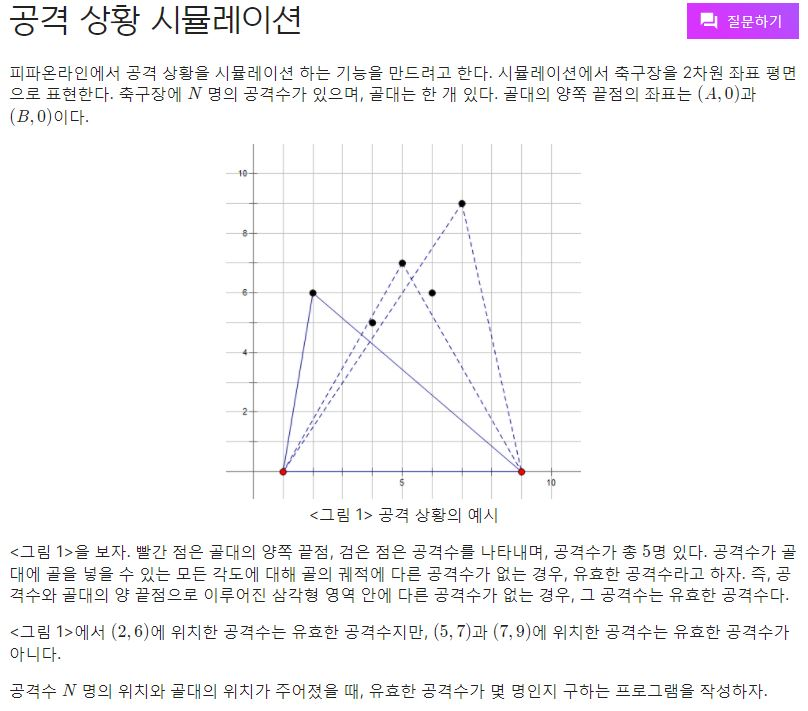 공격 상황 시뮬레이션
질문하기
피파온라인에서 공격 상황을 시뮬레이션 하는 기능을 만드려고 한다. 시뮬레이션에서 축구장을 2차원 좌표 평면
으로 표현한다. 축구장에 N 명의 공격수가 있으며, 골대는 한 개 있다. 골대의 양쪽 끝점의 좌표는 (A, 0)과
(B, 0)이다.
10
8
6
4
2
5
10
<그림 1> 공격 상황의 예시
<그림 1>을 보자. 빨간 점은 골대의 양쪽 끝점, 검은 점은 공격수를 나타내며, 공격수가 총 5명 있다. 공격수가 골
대에 골을 넣을 수 있는 모든 각도에 대해 골의 궤적에 다른 공격수가 없는 경우, 유효한 공격수라고 하자. 즉, 공
격수와 골대의 양 끝점으로 이루어진 삼각형 영역 안에 다른 공격수가 없는 경우, 그 공격수는 유효한 공격수다.
<그림 1>에서 (2, 6)에 위치한 공격수는 유효한 공격수지만, (5, 7)과 (7, 9)에 위치한 공격수는 유효한 공격수가
아니다.
공격수 N 명의 위치와 골대의 위치가 주어졌을 때, 유효한 공격수가 몇 명인지 구하는 프로그램을 작성하자.